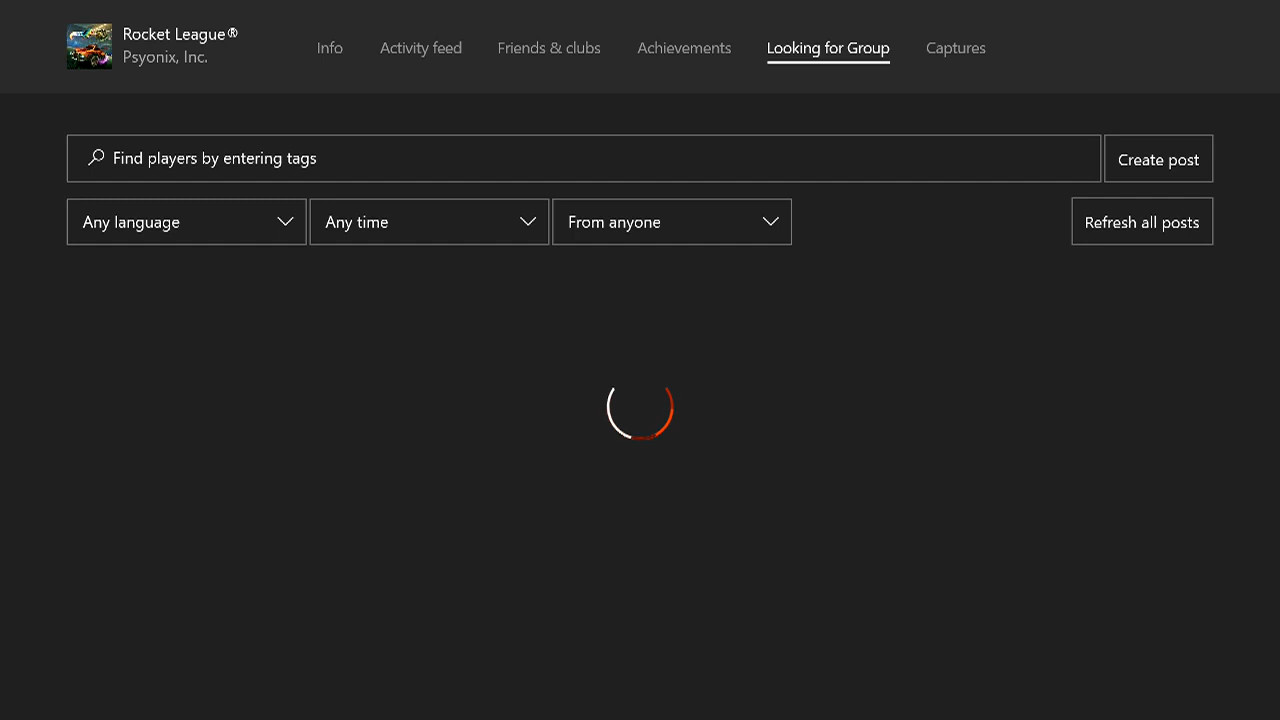 Rocket League®
Psyonix, Inc.
Info
Activity feed
Friends & clubs
Achievements
Looking for Group
Captures
Find players by entering tags
Create post
Any language
Any time
From anyone
Refresh all posts